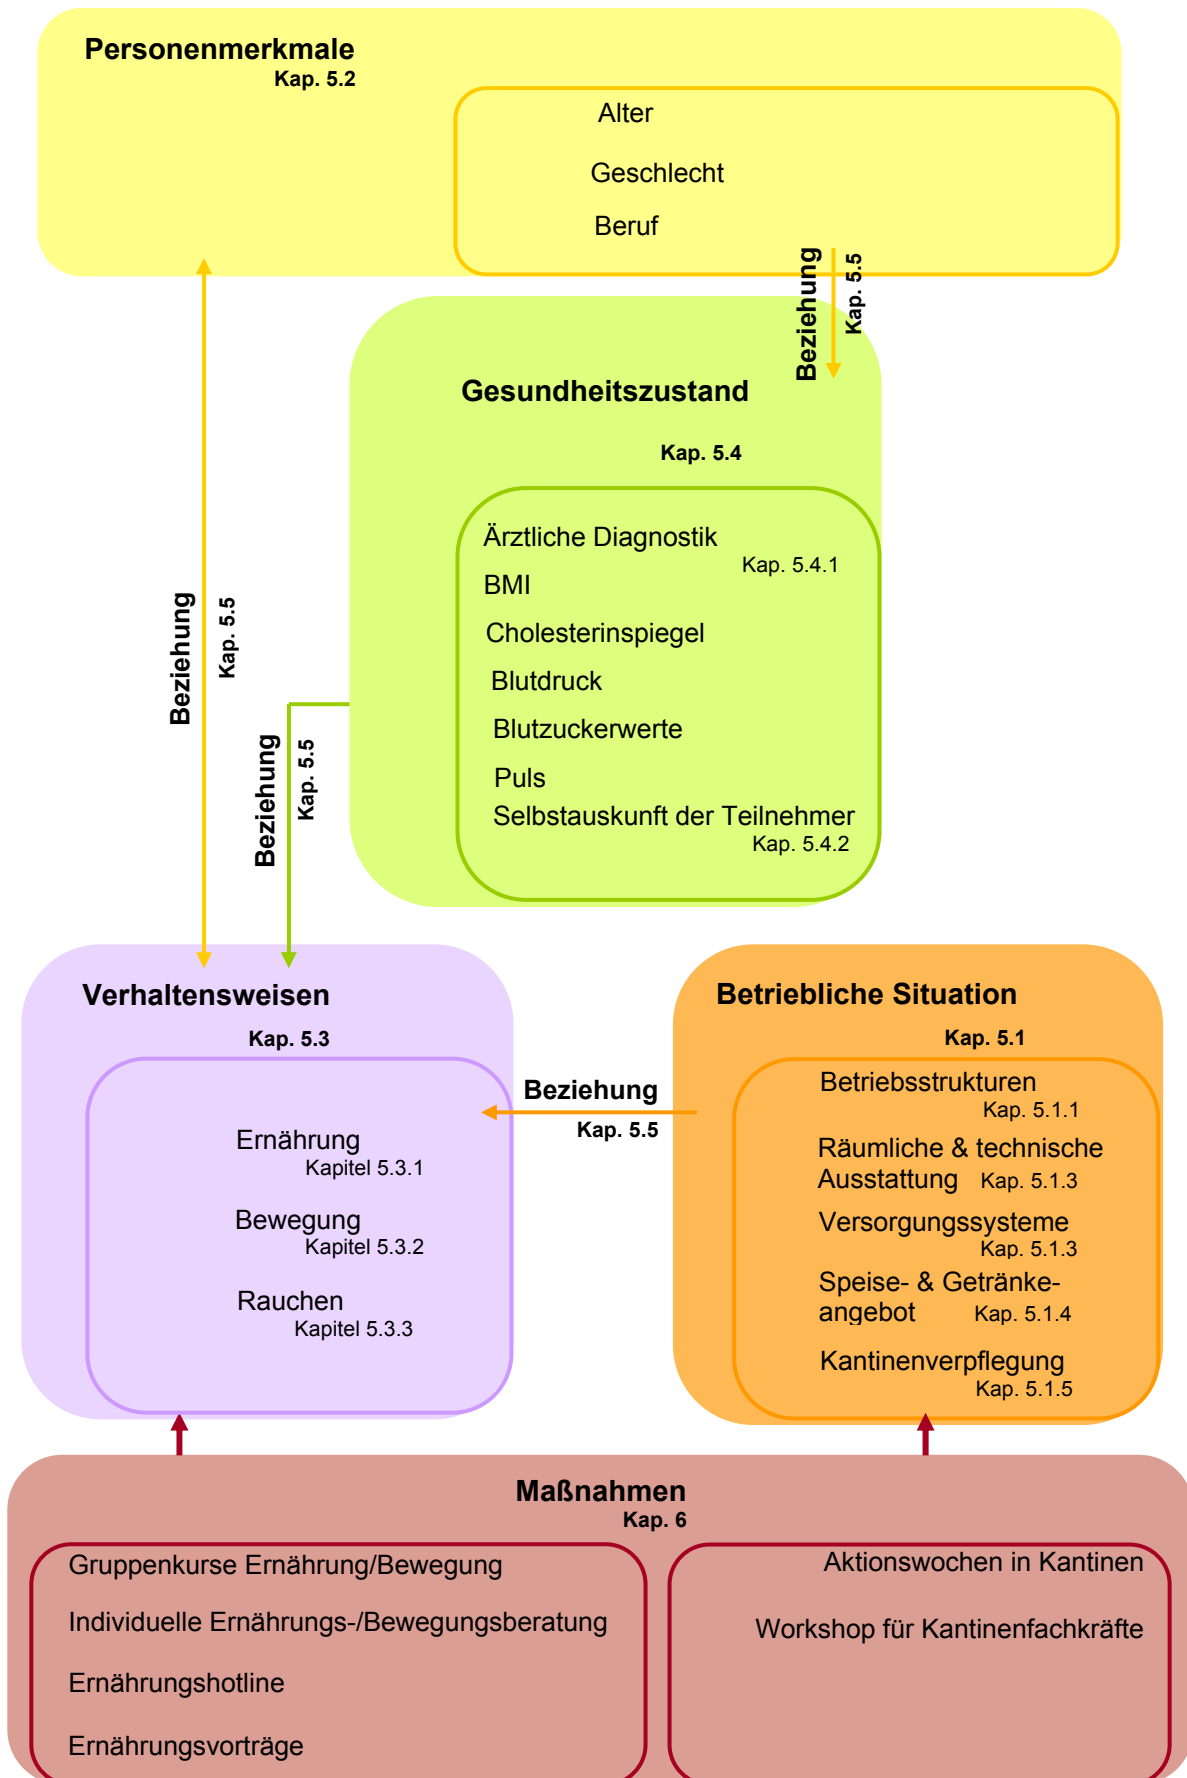 Personenmerkmale
Kap. 5.2
Alter
Geschlecht
Beruf
Beziehung
Kap. 5.5
Gesundheitszustand
Kap. 5.4
Ärztliche Diagnostik
Kap. 5.4.1
BMI
Cholesterinspiegel
Blutdruck
Blutzuckerwerte
Puls
Selbstauskunft der Teilnehmer
Kap. 5.4.2
Beziehung
Kap. 5.5
Beziehung
Kap. 5.5
Verhaltensweisen
Kap. 5.3
Ernährung
Kapitel 5.3.1
Bewegung
Kapitel 5.3.2
Rauchen
Kapitel 5.3.3
Beziehung
Kap. 5.5
Betriebliche Situation
Kap. 5.1
Betriebsstrukturen
Kap. 5.1.1
Räumliche & technische
Ausstattung Kap. 5.1.3
Versorgungssysteme
Kap. 5.1.3
Speise- & Getränke-
angebot Kap. 5.1.4
Kantinenverpflegung
Kap. 5.1.5
Maßnahmen
Kap. 6
Gruppenkurse Ernährung/Bewegung
Individuelle Ernährungs-/Bewegungsberatung
Ernährungshotline
Ernährungsvorträge
Aktionswochen in Kantinen
Workshop für Kantinenfachkräfte